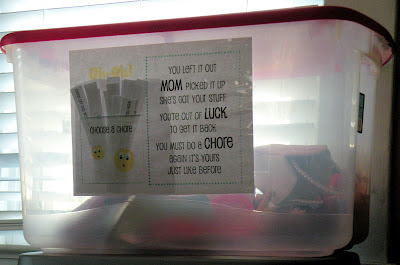 Uh-Oh!
CHOOSE A CHORE
YOU LEFT IT OUT
MOM PICKED IT UP
SHE'S GOT YOUR STUFF
YOU'RE OUT OF LUCK
TO GET IT BACK
YOU MUST DO A CHORE
AGAIN IT'S YOURS
JUST LIKE BEFORE